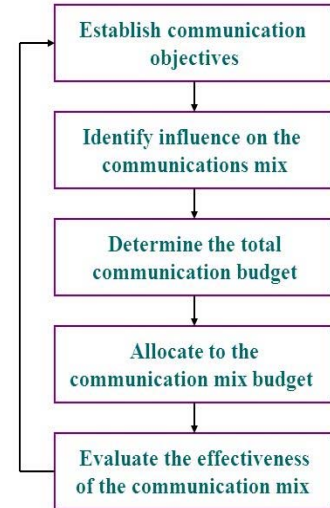 Establish communication
objectives
Identify influence on the
communications mix
Determine the total
communication budget
Allocate to the
communication mix budget
Evaluate the effectiveness
of the communication mix